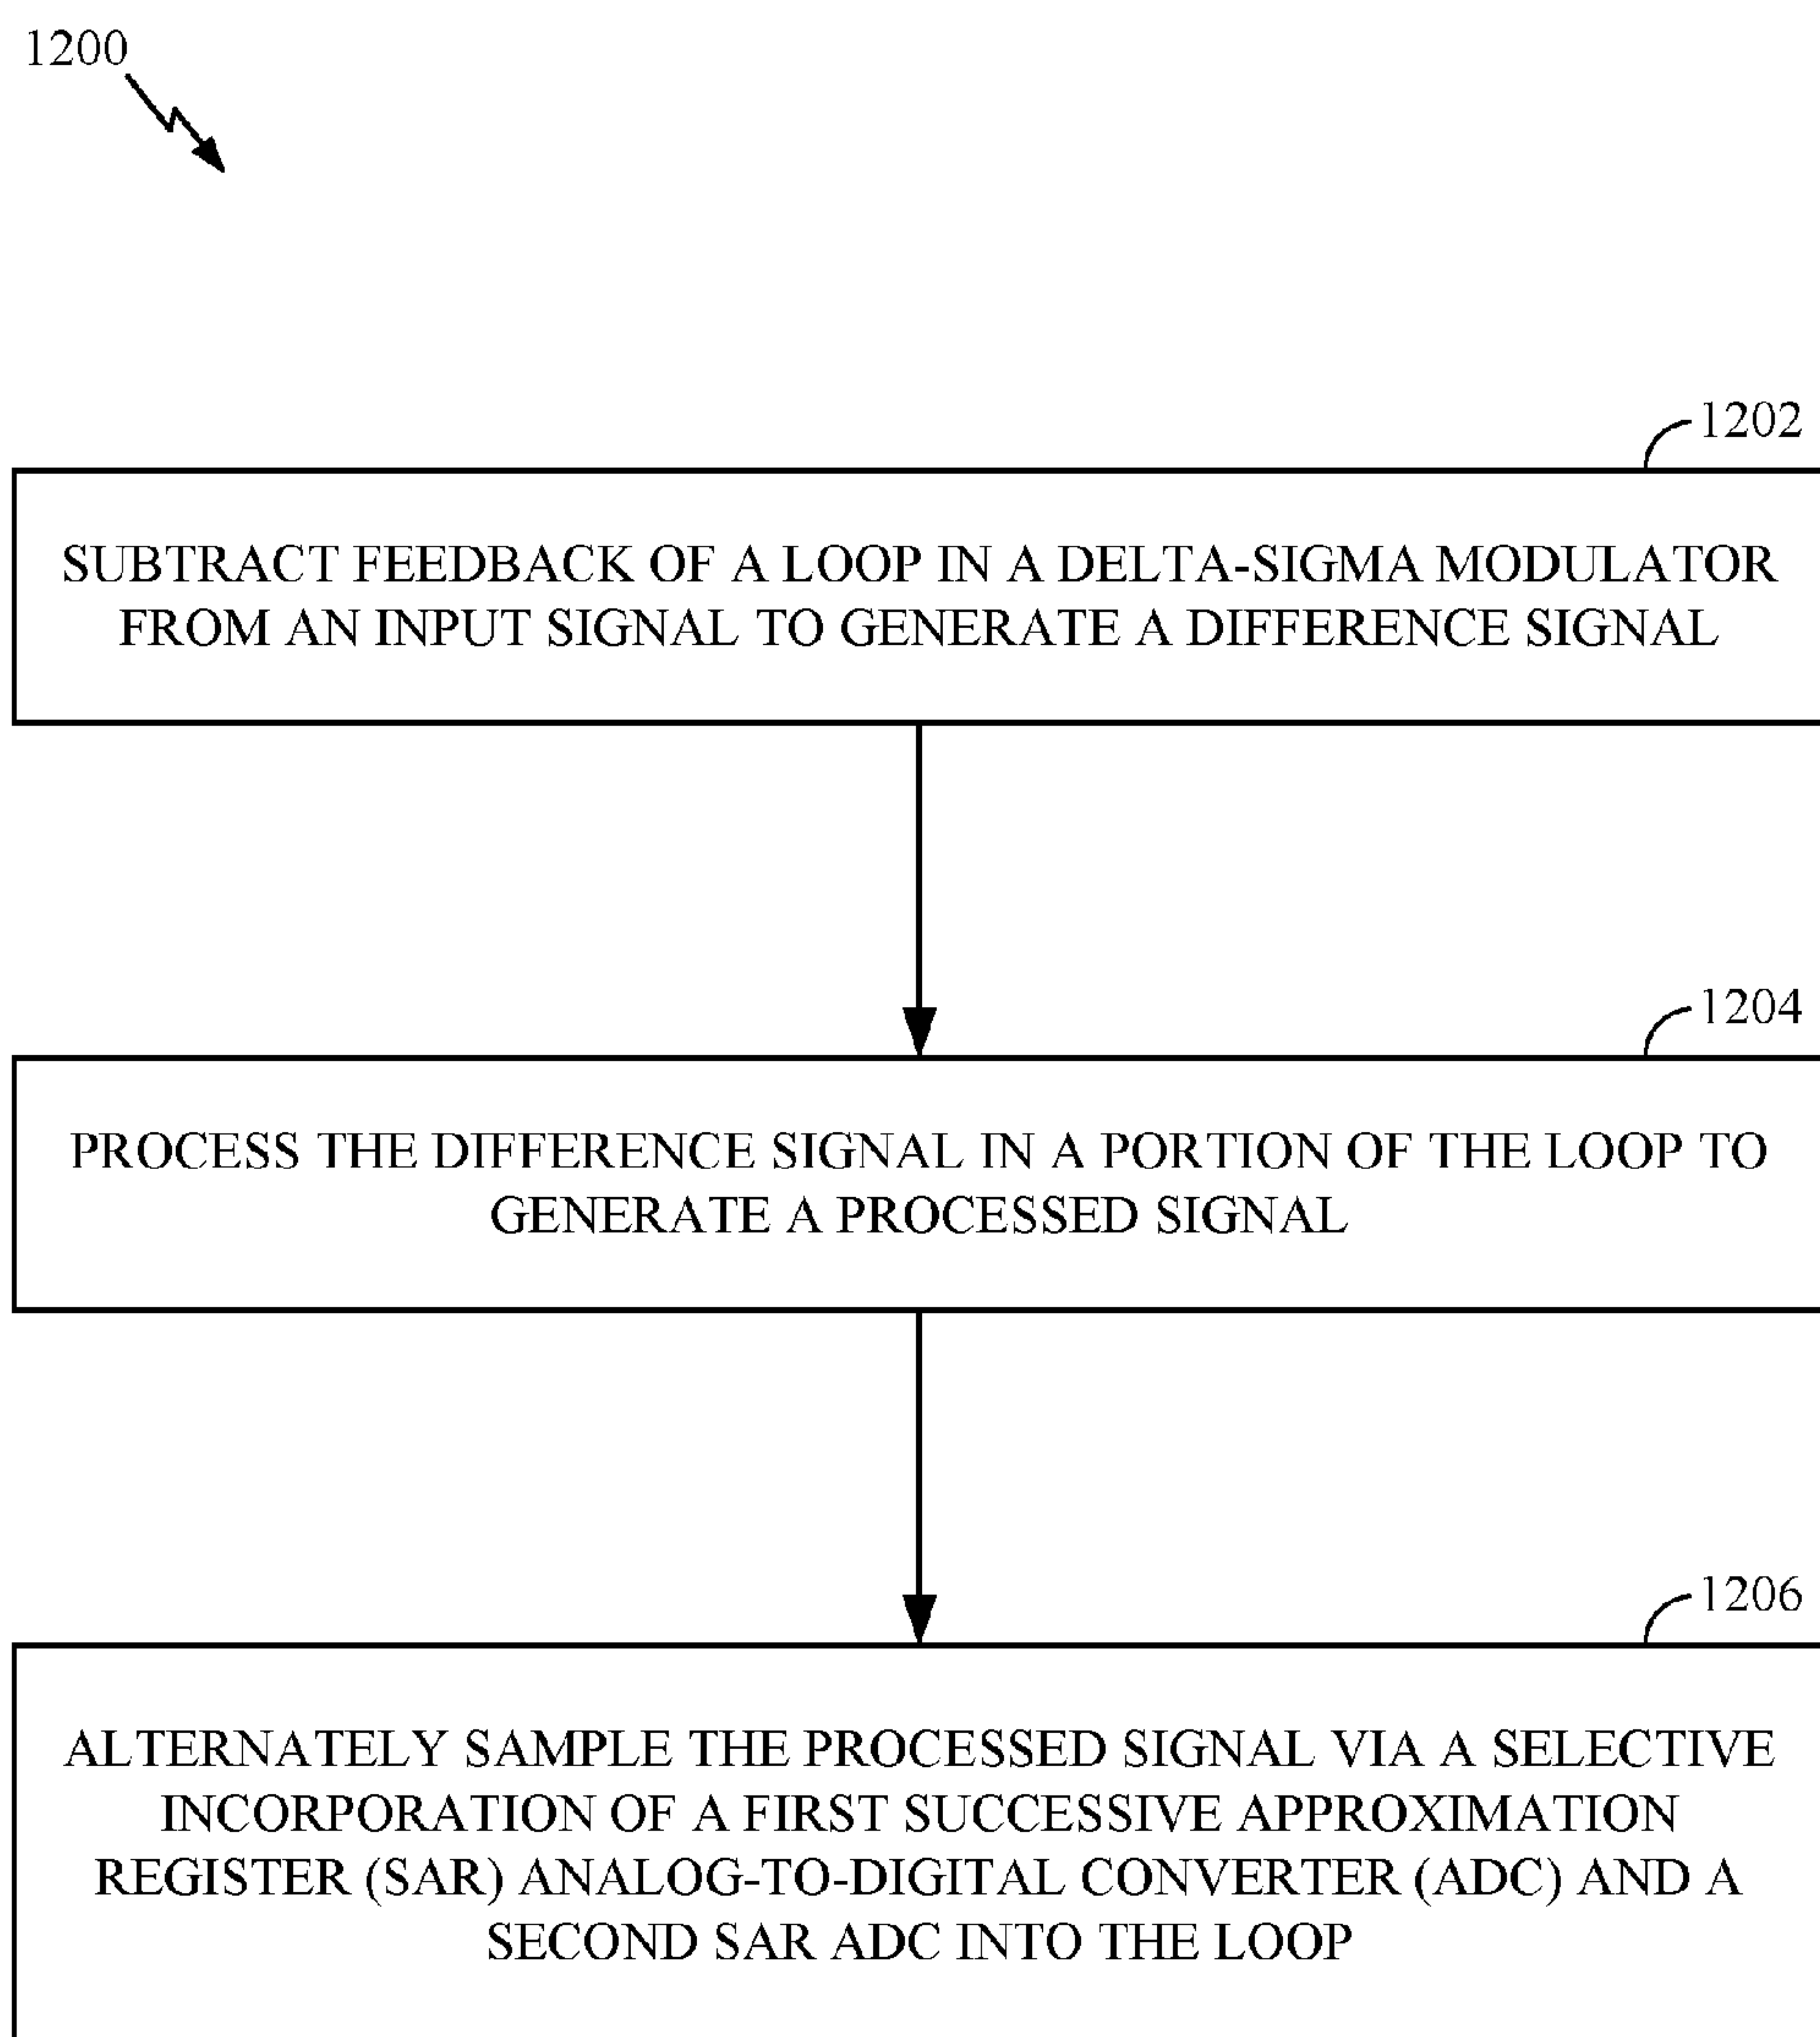 1200
1202
SUBTRACT FEEDBACK OF A LOOP IN A DELTA-SIGMA MODULATOR
FROM AN INPUT SIGNAL TO GENERATE A DIFFERENCE SIGNAL
1204
PROCESS THE DIFFERENCE SIGNAL IN A PORTION OF THE LOOP TO
GENERATE A PROCESSED SIGNAL
1206
ALTERNATELY SAMPLE THE PROCESSED SIGNAL VIA A SELECTIVE
INCORPORATION OF A FIRST SUCCESSIVE APPROXIMATION
REGISTER (SAR) ANALOG-TO-DIGITAL CONVERTER (ADC) AND A
SECOND SAR ADC INTO THE LOOP